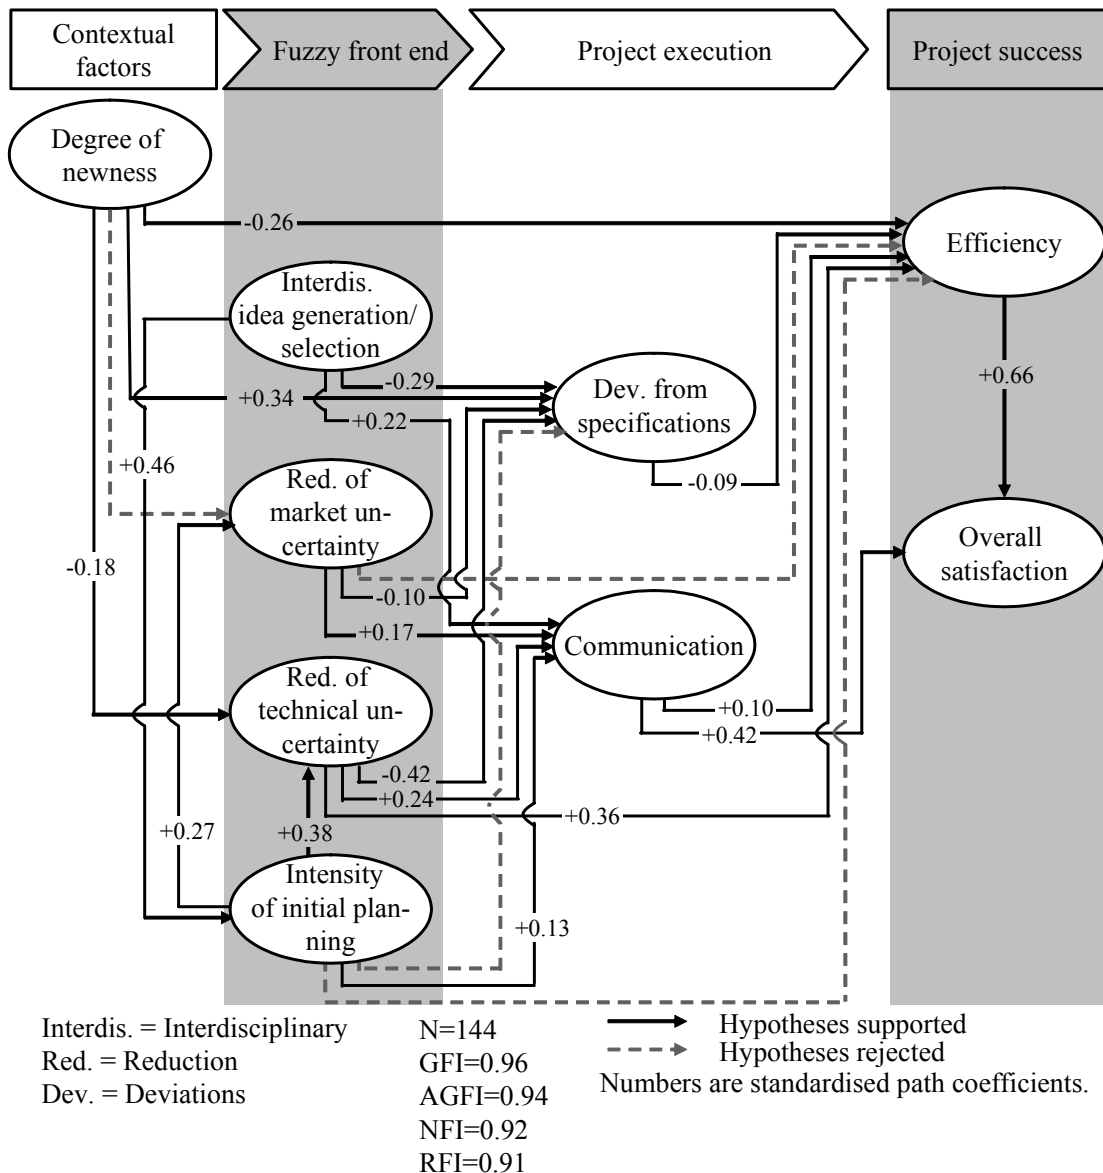 Contextual
factors
Fuzzy front end
Project execution
Project success
Degree of
newness
-0.26
Efficiency
Interdis.
idea generation/
selection
-0.29
+0.34
+0.22
Dev. from
specifications
+0.66
+0.46
-0.09
Red. of
market un-
certainty
Overall
satisfaction
-0.18
-0.10
+0.17
Communication
Red. of
technical un-
certainty
+0.10
+0.42
-0.42
+0.24
+0.36
+0.27
+0.38
Intensity
of initial plan-
ning
+0.13
Interdis. = Interdisciplinary
Red. = Reduction
Dev. = Deviations
N=144
GFI=0.96
AGFI=0.94
NFI=0.92
RFI=0.91
Hypotheses supported
Hypotheses rejected
Numbers are standardised path coefficients.